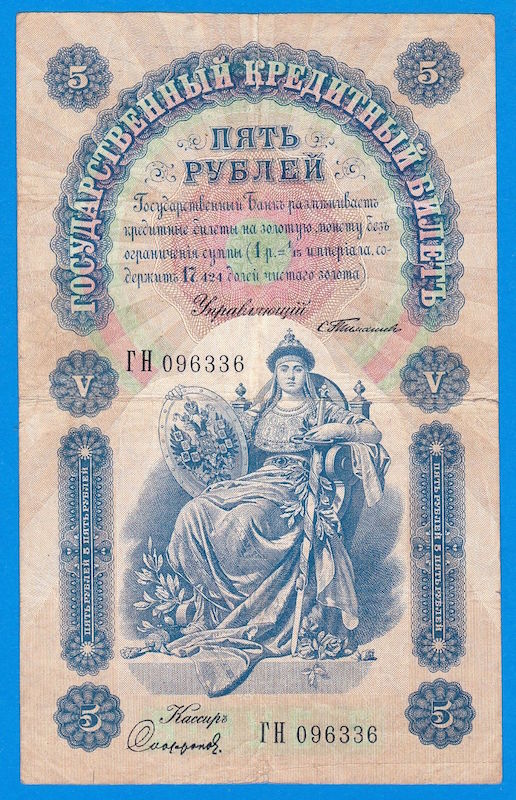 5 5
ГОСУДАРСТВЕННЫЙ КРЕДИТНЫЙ БИЛЕТЪ
ПЯТЬ
РУБЛЕЙ
Государственный Банкъ размѣниваетъ
кредитные билеты на золотую монету безъ
ограниченія суммы (1 р.= 1/15 имперіала, со-
держитъ 17,424 долей чистаго золота
Управляющій
С.Тимашевъ
ГН 096336
V V
ПЯТЬ РУБЛЕЙ 5 ПЯТЬ РУБЛЕЙ
ПЯТЬ РУБЛЕЙ 5 ПЯТЬ РУБЛЕЙ
5 5
Кассиръ
ГН 096336